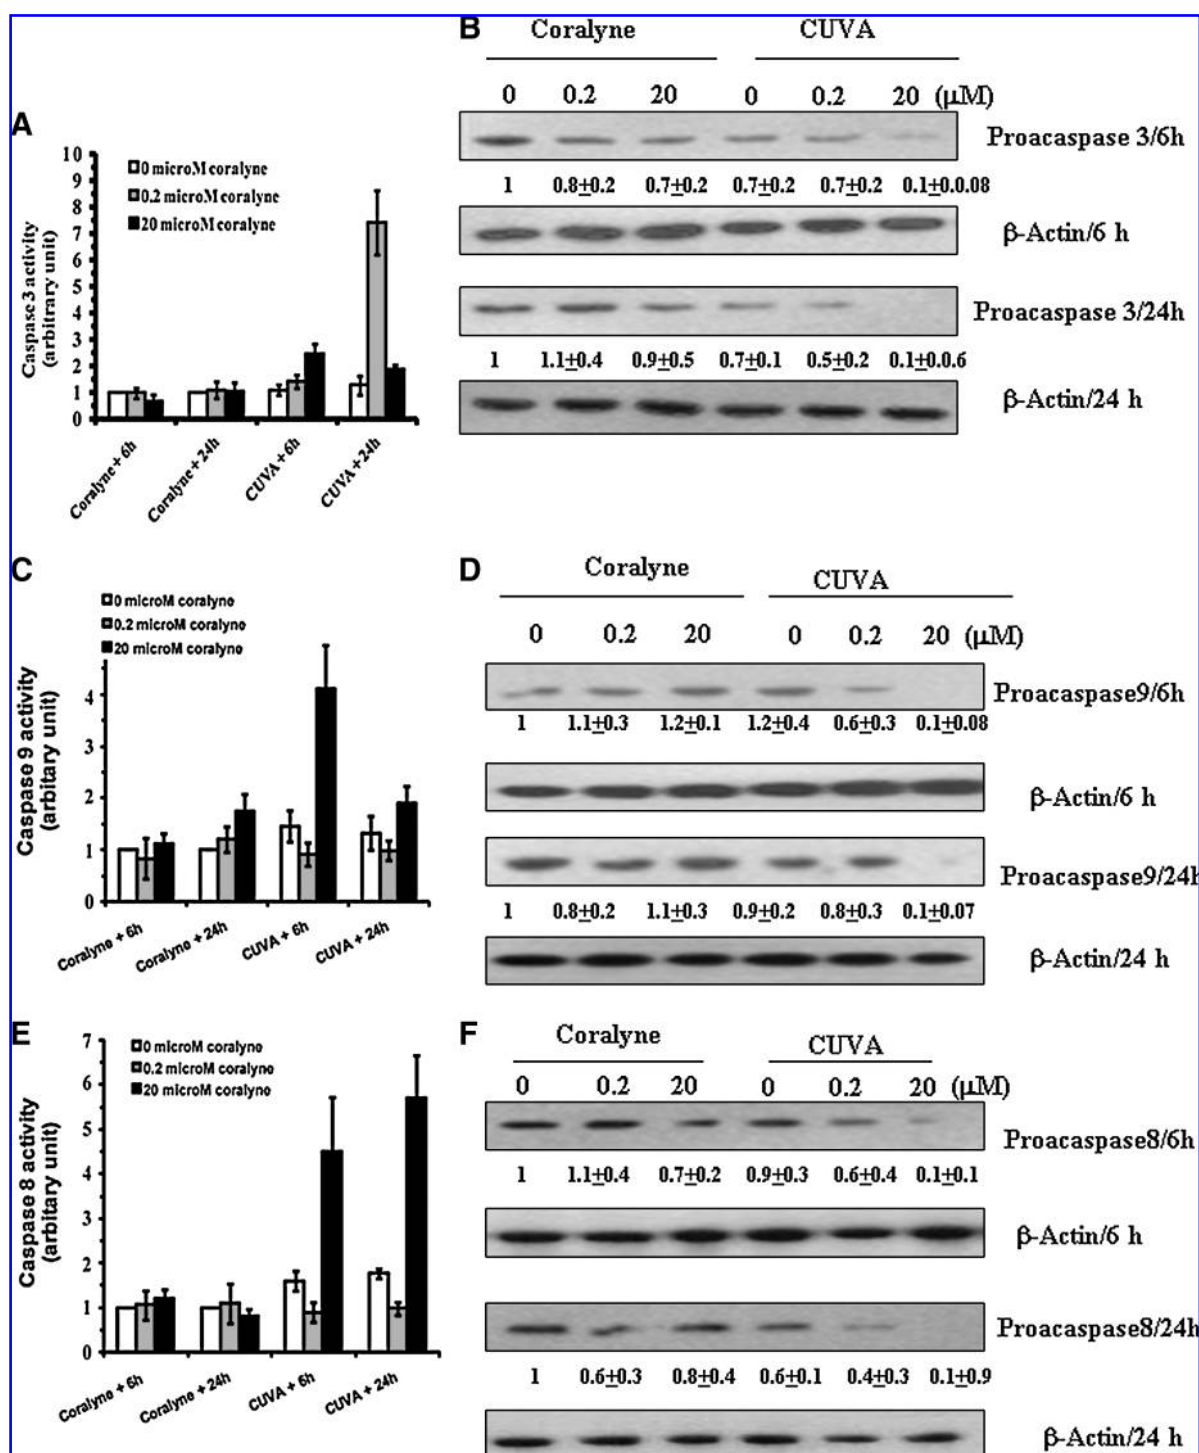 A
10
9
8
7
6
5
4
3
2
1
0
Caspase 3 activity
(arbitrary unit)
0 microM coralyne
0.2 microM coralyne
20 microM coralyne
Coralyne + 6h
Coralyne + 24h
CUVA + 6h
CUVA + 24h
B
Coralyne CUVA
0 0.2 20 0 0.2 20 (μM)
Proacaspase 3/6h
1 0.8±0.2 0.7±0.2 0.7±0.2 0.7±0.2 0.1±0.0.08
β-Actin/6 h
Proacaspase 3/24h
1 1.1±0.4 0.9±0.5 0.7±0.1 0.5±0.2 0.1±0.0.6
β-Actin/24 h
C
0 microM coralyne
0.2 microM coralyne
20 microM coralyne
4
3
2
1
0
Caspase 9 activity
(arbitary unit)
Coralyne + 6h
Coralyne + 24h
CUVA + 6h
CUVA + 24h
D
Coralyne CUVA
0 0.2 20 0 0.2 20 (μM)
Proacaspase9/6h
1 1.1±0.3 1.2±0.1 1.2±0.4 0.6±0.3 0.1±0.08
β-Actin/6 h
Proacaspase9/24h
1 0.8±0.2 1.1±0.3 0.9±0.2 0.8±0.3 0.1±0.07
β-Actin/24 h
E
7
6
5
4
3
2
1
0
Caspase 8 activity
(arbitary unit)
0 microM coralyne
0.2 microM coralyne
20 microM coralyne
Coralyne + 6h
Coralyne + 24h
CUVA + 6h
CUVA + 24h
F
Coralyne CUVA
0 0.2 20 0 0.2 20 (μM)
Proacaspase8/6h
1 1.1±0.4 0.7±0.2 0.9±0.3 0.6±0.4 0.1±0.1
β-Actin/6 h
Proacaspase8/24h
1 0.6±0.3 0.8±0.4 0.6±0.1 0.4±0.3 0.1±0.9
β-Actin/24 h